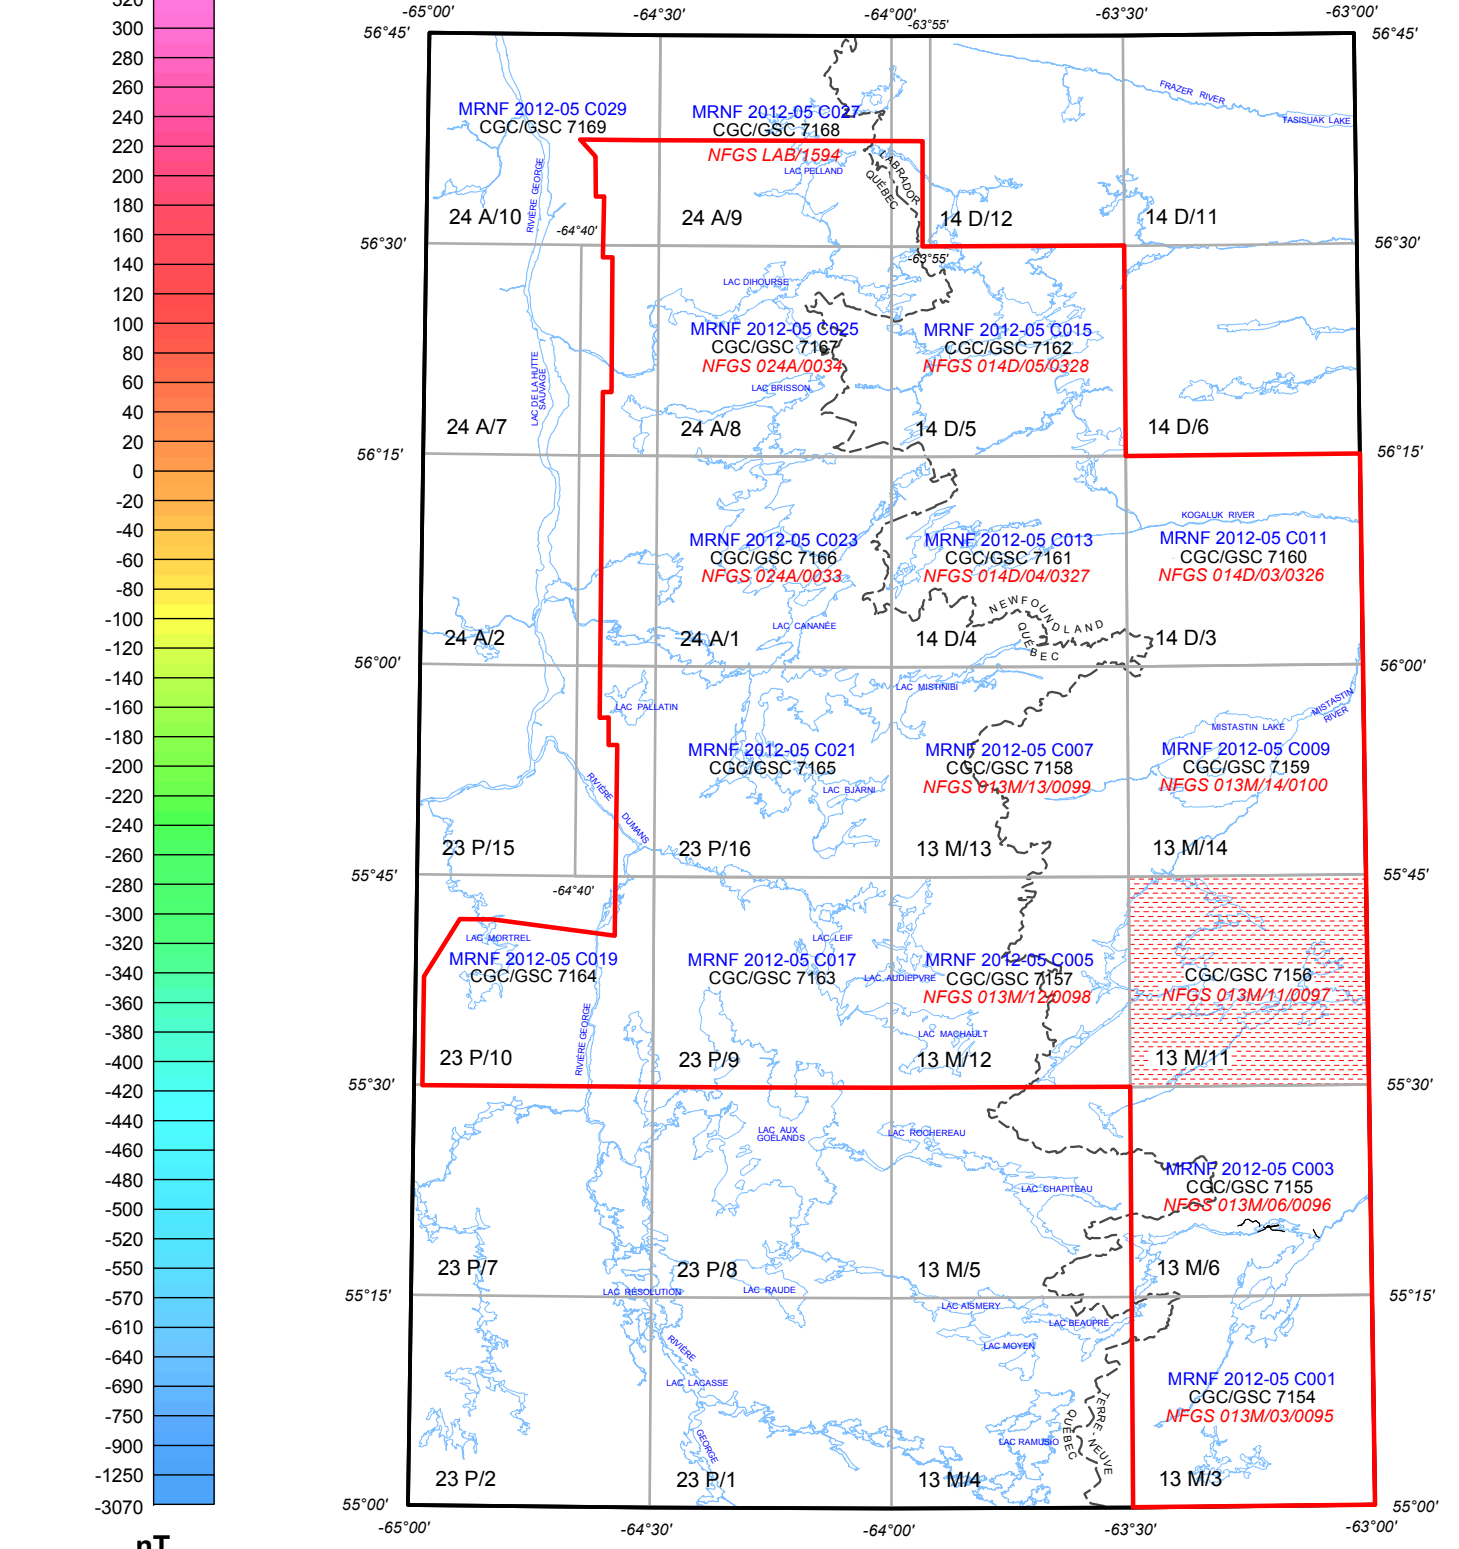 320
300
280
260
240
220
200
180
160
140
120
100
80
60
40
20
0
-20
-40
-60
-80
-100
-120
-140
-160
-180
-200
-220
-240
-260
-280
-300
-320
-340
-360
-380
-400
-420
-440
-460
-480
-500
-520
-550
-570
-610
-640
-690
-750
-900
-1250
-3070
nT
-65°00'
-64°30'
-64°00'
-63°55'
-63°30'
-63°00'
56°45'
56°45'
FRAZER RIVER
TASISUAK LAKE
MRNF 2012-05 C029
CGC/GSC 7169
MRNF 2012-05 C027
CGC/GSC 7168
NFGS LAB/1594
LAC PELLAND
LABRADOR
QUÉBEC
RIVIÈRE GEORGE
24 A/10
24 A/9
14 D/12
14 D/11
-64°40'
56°30'
56°30'
-63°55'
LAC DIHOURSE
MRNF 2012-05 C025
CGC/GSC 7167
NFGS 024A/0034
MRNF 2012-05 C015
CGC/GSC 7162
NFGS 014D/05/0328
LAC DE LA HUTTE
SAUVAGE
LAC BRISSON
24 A/7
24 A/8
14 D/5
14 D/6
56°15'
56°15'
KOGALUK RIVER
MRNF 2012-05 C023
CGC/GSC 7166
NFGS 024A/0033
MRNF 2012-05 C013
CGC/GSC 7161
NFGS 014D/04/0327
MRNF 2012-05 C011
CGC/GSC 7160
NFGS 014D/03/0326
NEWFOUNDLAND
QUÉBEC
LAC CANANÉE
24 A/2
24 A/1
14 D/4
14 D/3
56°00'
56°00'
LAC MISTINIBI
LAC PALLATIN
MISTASTIN
RIVER
MISTASTIN LAKE
MRNF 2012-05 C021
CGC/GSC 7165
MRNF 2012-05 C007
CGC/GSC 7158
NFGS 013M/13/0099
MRNF 2012-05 C009
CGC/GSC 7159
NFGS 013M/14/0100
RIVIÈRE
DUMANS
LAC BJARNI
23 P/15
23 P/16
13 M/13
13 M/14
55°45'
55°45'
-64°40'
LAC MORTREL
LAC LEIF
MRNF 2012-05 C019
CGC/GSC 7164
MRNF 2012-05 C017
CGC/GSC 7163
MRNF 2012-05 C005
CGC/GSC 7157
NFGS 013M/12/0098
LAC AUDIEPVRE
CGC/GSC 7156
NFGS 013M/11/0097
RIVIÈRE GEORGE
LAC MACHAULT
23 P/10
23 P/9
13 M/12
13 M/11
55°30'
55°30'
LAC AUX
GOÉLANDS
LAC ROCHEREAU
LAC CHAPITEAU
MRNF 2012-05 C003
CGC/GSC 7155
NFGS 013M/06/0096
23 P/7
23 P/8
13 M/5
13 M/6
55°15'
55°15'
LAC RÉSOLUTION
LAC RAUDE
LAC AISMERY
LAC BEAUPRÉ
LAC MOYEN
RIVIÈRE
LAC LACASSE
MRNF 2012-05 C001
CGC/GSC 7154
NFGS 013M/03/0095
GEORGE
LAC RAMUSIO
QUÉBEC
TERRE-NEUVE
23 P/2
23 P/1
13 M/4
13 M/3
55°00'
55°00'
-65°00'
-64°30'
-64°00'
-63°30'
-63°00'